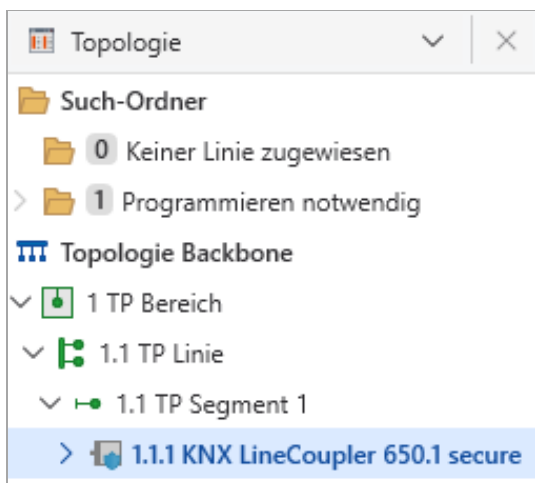 Topologie
Such-Ordner
0 Keiner Linie zugewiesen
1 Programmieren notwendig
Topologie Backbone
1 TP Bereich
1.1 TP Linie
1.1 TP Segment 1
1.1.1 KNX LineCoupler 650.1 secure